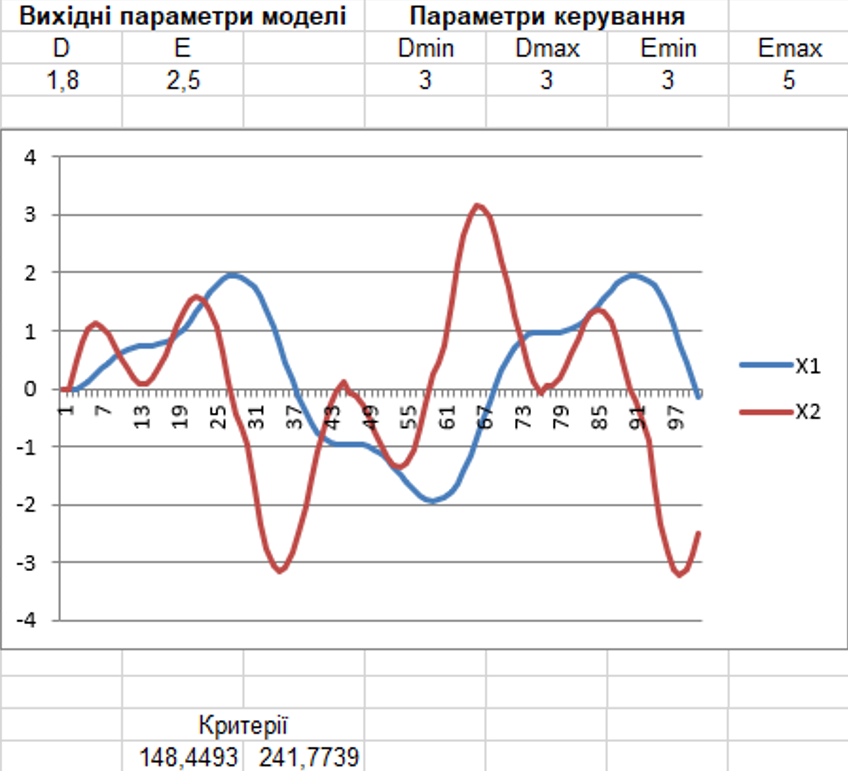 Вихідні параметри моделі Параметри керування
D E Dmin Dmax Emin Emax
1,8 2,5 3 3 3 5
4
3
2
1
0
-1
-2
-3
-4
1 7 13 19 25 31 37 43 49 55 61 67 73 79 85 91 97
X1
X2
Критерії
148,4493 241,7739